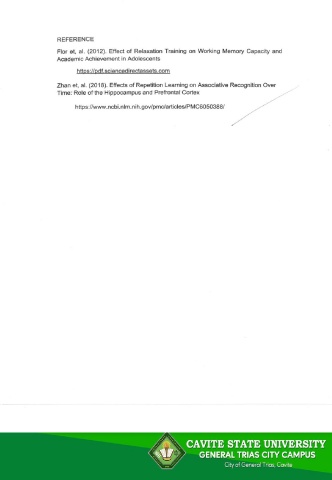 REFERENCE
Flor et, al. (2012). Effect of Relaxation Training on Working Memory Capacity and
Academic Achievement in Adolescents
https://pdf.sciencedirectassets.com
Zhan et, al. (2018). Effects of Repetition Learning on Associative Recognition Over
Time: Role of the Hippocampus and Prefrontal Cortex
https://www.ncbi.nlm.nih.gov/pmc/articles/PMC6050388/
CAVITE STATE UNIVERSITY
GENERAL TRIAS CITY CAMPUS
City of General Trias, Cavite